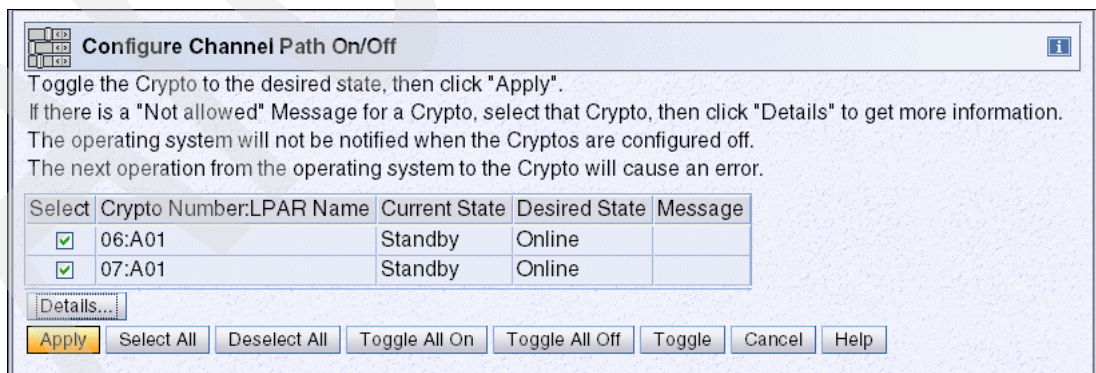 Configure Channel Path On/Off
i
Toggle the Crypto to the desired state, then click "Apply".
If there is a "Not allowed" Message for a Crypto, select that Crypto, then click "Details" to get more information.
The operating system will not be notified when the Cryptos are configured off.
The next operation from the operating system to the Crypto will cause an error.
Select Crypto Number:LPAR Name Current State Desired State Message
06:A01 Standby Online
07:A01 Standby Online
Details...
Apply Select All Deselect All Toggle All On Toggle All Off Toggle Cancel Help